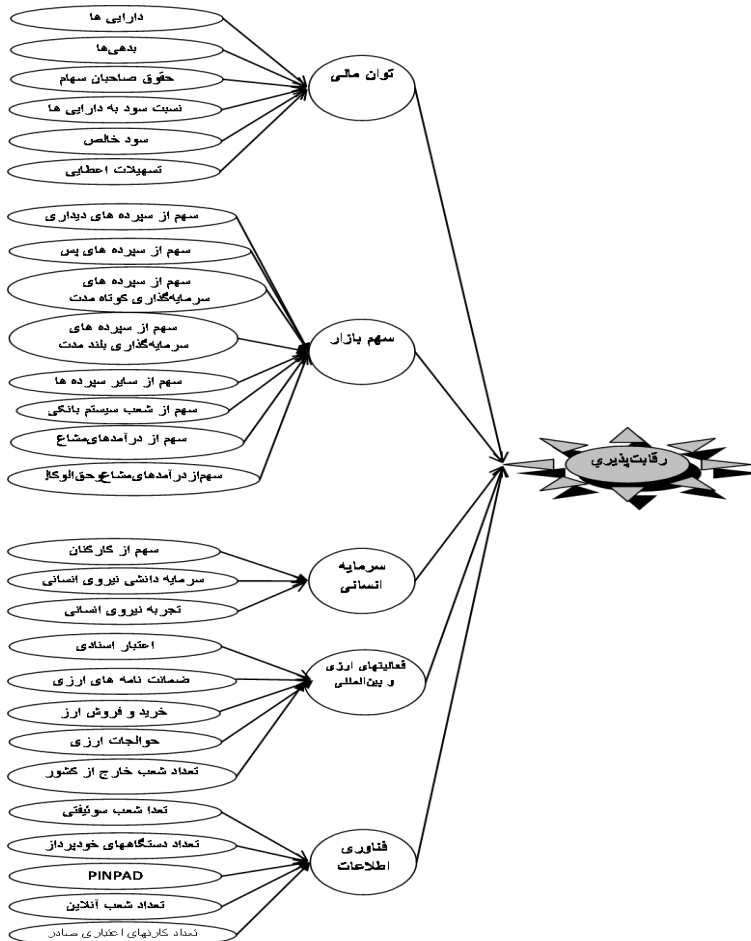 دارایی ها
بدهی‌ها
حقوق صاحبان سهام
نسبت سود به دارایی ها
سود خالص
تسهیلات اعطایی
توان مالی
سهم از سپرده های دیداری
سهم از سپرده های پس
سهم از سپرده های
سرمایه‌گذاری کوتاه مدت
سهم از سپرده های
سرمایه‌گذاری بلند مدت
سهم از سایر سپرده ها
سهم از شعب سیستم بانکی
سهم از درآمدهای‌مشاع
سهم‌از‌درآمدهای‌مشاع‌وحق‌الوکال
سهم بازار
رقابت‌پذیری
سهم از کارکنان
سرمایه دانشی نیروی انسانی
تجربه نیروی انسانی
سرمایه
انسانی
اعتبار اسنادی
ضمانت نامه های ارزی
خرید و فروش ارز
حوالجات ارزی
تعداد شعب خارج از کشور
فعالیتهای ارزی
و بین‌المللی
تعدا شعب سوئیفتی
تعداد دستگاههای خودپرداز
PINPAD
تعداد شعب آنلاین
تعداد کارتهای اعتباری صادر
فناوری
اطلاعات